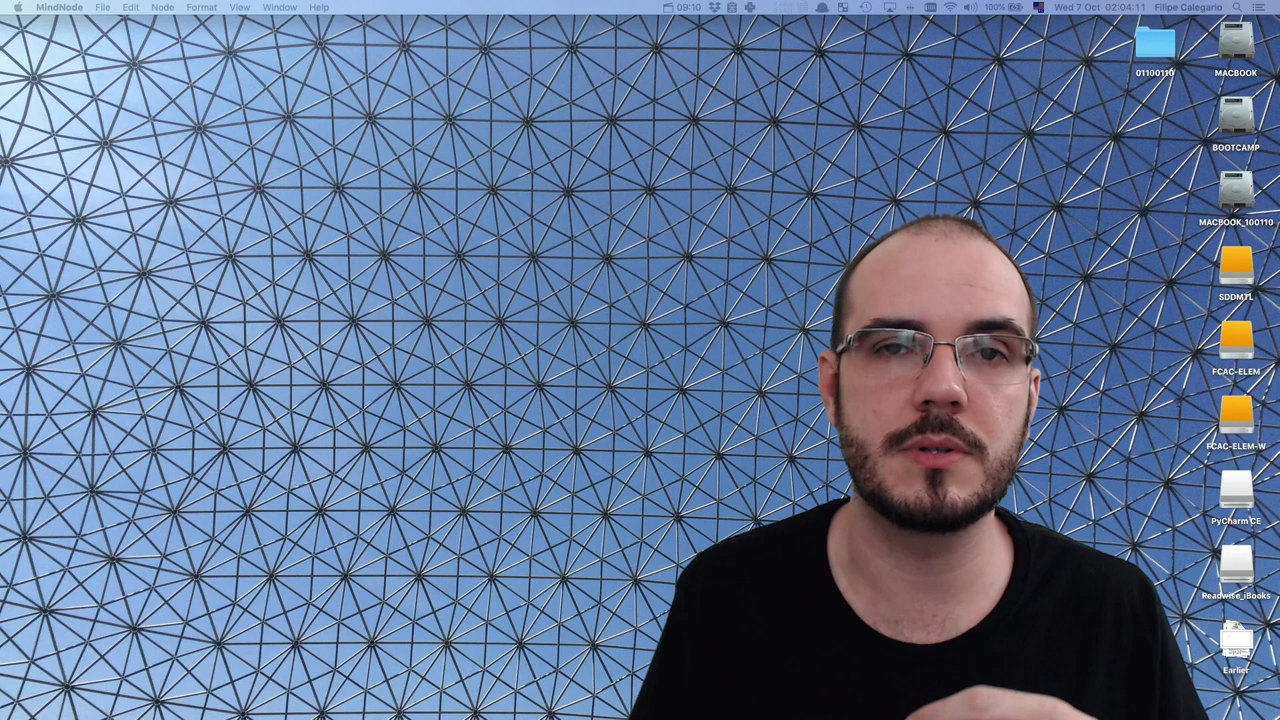 MindNode File Edit Node Format View Window Help 09:10 100% Wed 7 Oct 02:04:11 Filipe Calegario
01100110
MACBOOK
BOOTCAMP
MACBOOK_100110
SDDMTL
FCAC-ELEM
FCAC-ELEM-W
PyCharm CE
Readwise_iBooks
Earlier